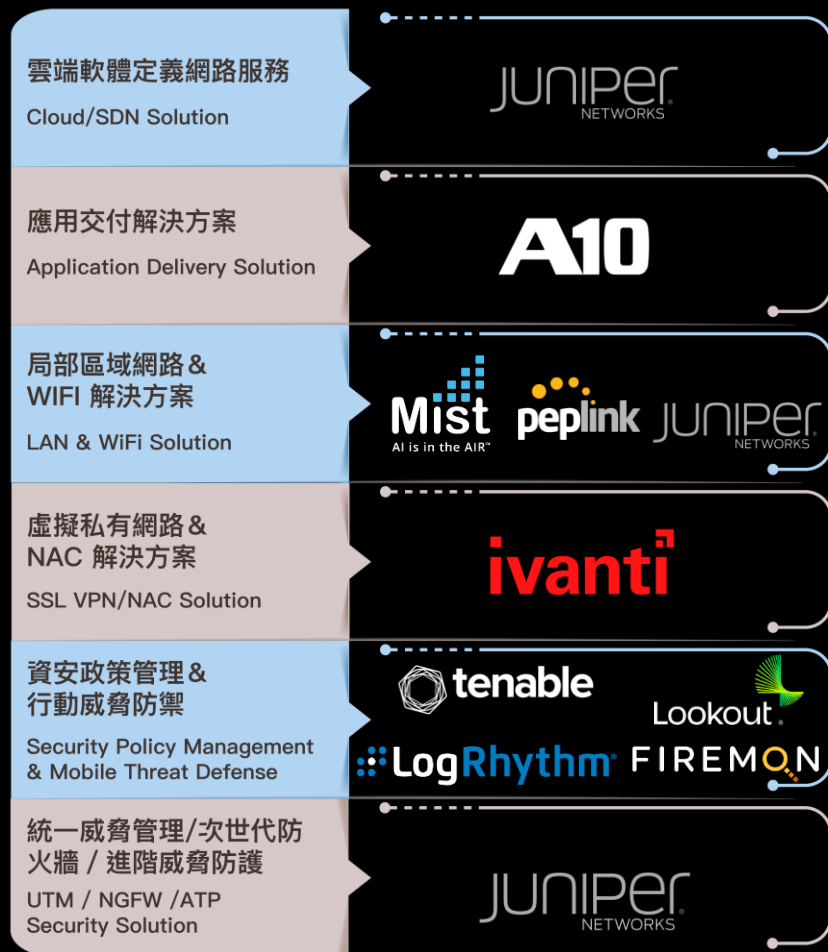 雲端軟體定義網路服務
Cloud/SDN Solution
JUNIPER
NETWORKS
應用交付解決方案
Application Delivery Solution
A10
局部區域網路&
WIFI 解決方案
LAN & WiFi Solution
Mist
AI is in the AIR™
peplink
JUNIPER
NETWORKS
虛擬私有網路&
NAC 解決方案
SSL VPN/NAC Solution
ivanti
資安政策管理&
行動威脅防禦
Security Policy Management
& Mobile Threat Defense
tenable
Lookout
LogRhythm
FIREMON
統一威脅管理/次世代防
火牆 / 進階威脅防護
UTM / NGFW /ATP
Security Solution
JUNIPER
NETWORKS